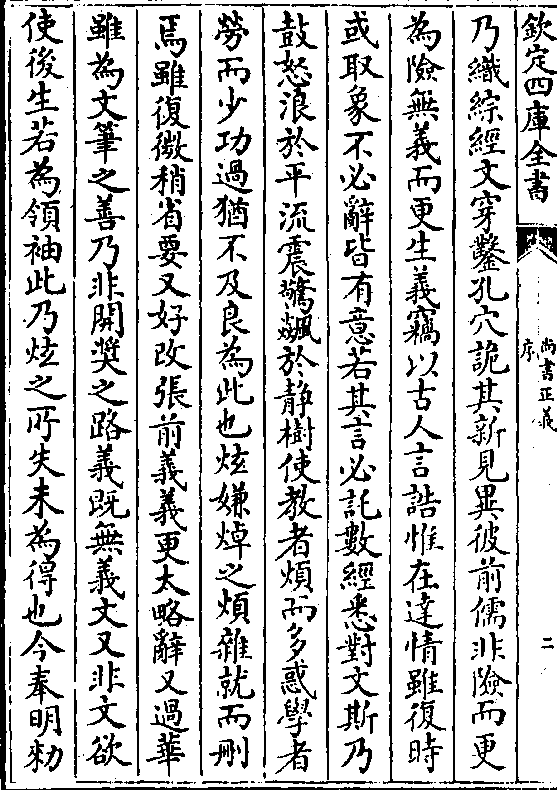 欽定四庫全書
尚書正義
序
二
乃織綜經文穿鑿孔穴詭其新見異彼前儒非險而更
為險無義而更生義竊以古人言誥惟在達情雖復時
或取象不必辭皆有意若其言必託數經悉對文斯乃
鼓怒浪於平流震驚飈於静樹使教者煩而多惑學者
勞而少功過猶不及良為此也炫嫌焯之煩雜就而刪
焉雖復微稍省要又好改張前義義更太略辭又過華
雖為文筆之善乃非開奬之路義既無義文又非文欲
使後生若為領袖此乃炫之所失未為得也今奉明勑